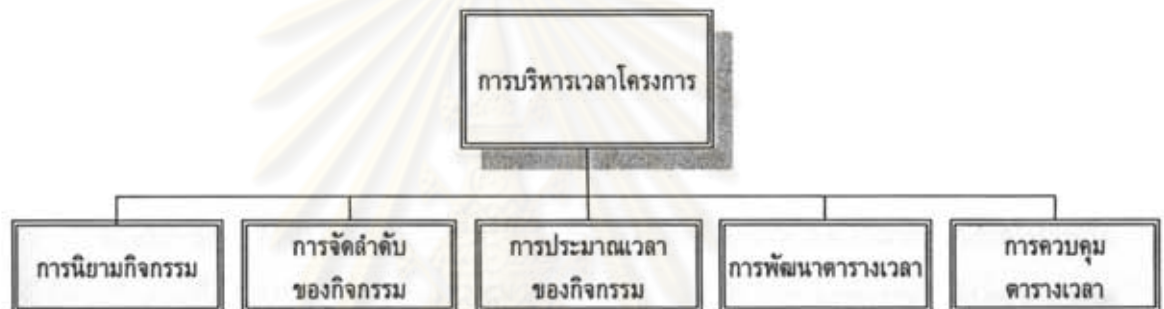 การบริหารเวลาโครงการ
การนิยามกิจกรรม
การจัดลำดับ
ของกิจกรรม
การประมาณเวลา
ของกิจกรรม
การพัฒนาตารางเวลา
การควบคุม
ตารางเวลา